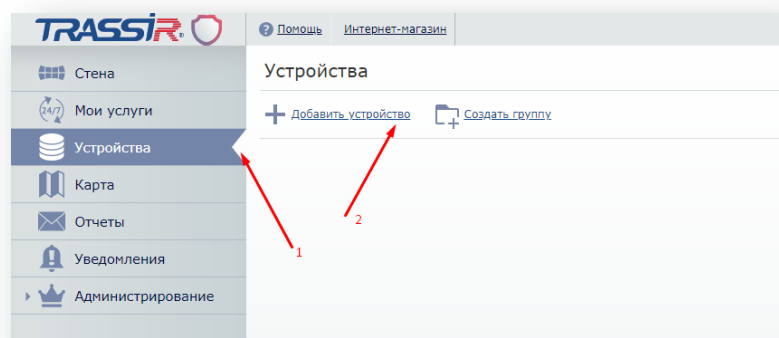 TRASSIR
Помощь Интернет-магазин
Стена
24/7 Мои услуги
Устройства
Карта
Отчеты
Уведомления
Администрирование
Устройства
Добавить устройство Создать группу
1
2